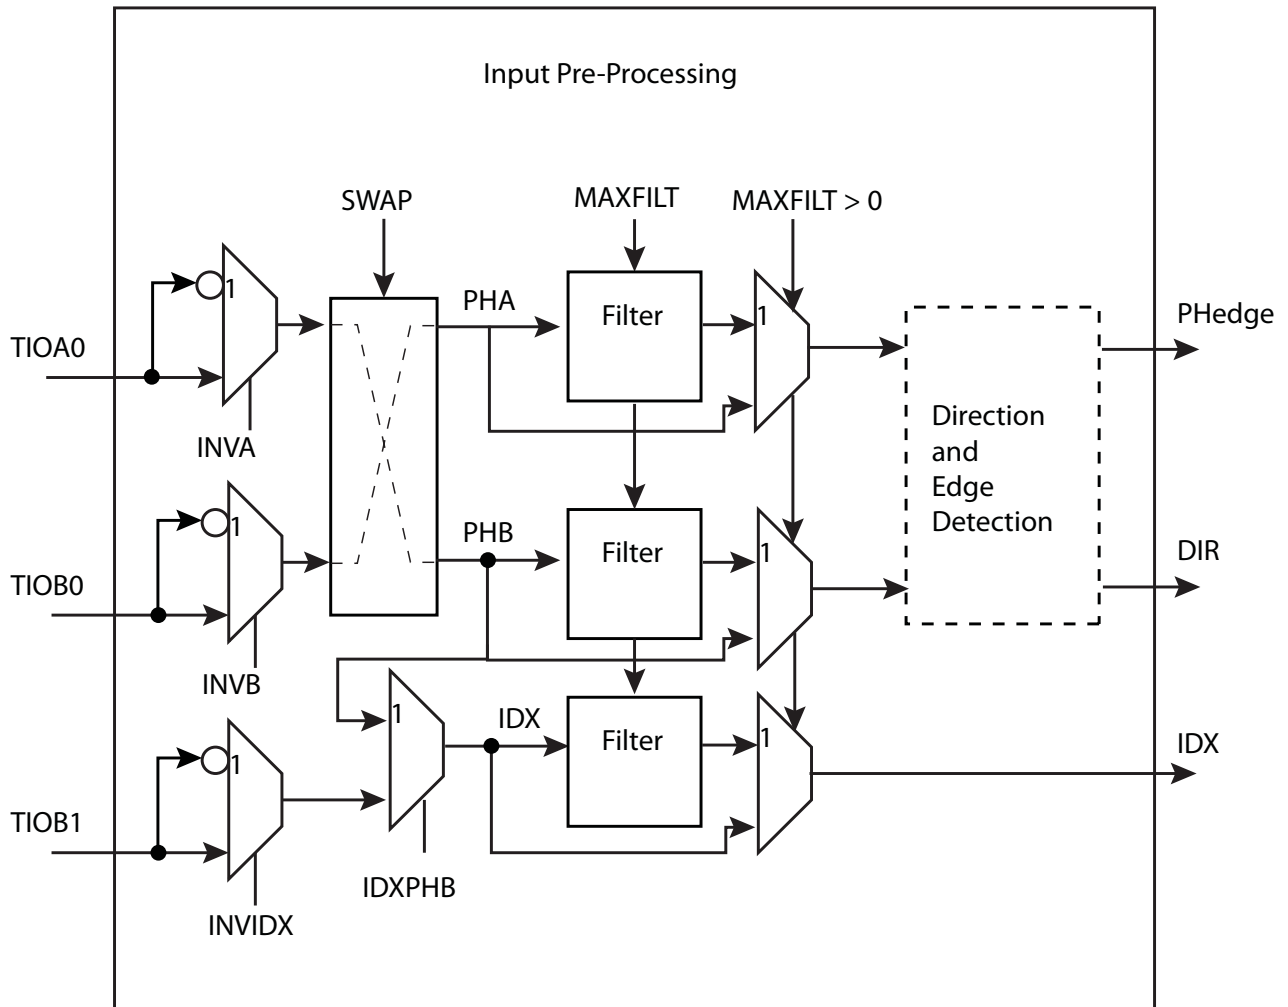 Input Pre-Processing
SWAP
MAXFILT
MAXFILT > 0
1
PHA
Filter
1
PHedge
TIOA0
INVA
Direction
and
Edge
Detection
1
PHB
Filter
1
DIR
TIOB0
INVB
1
IDX
Filter
1
IDX
1
TIOB1
IDXPHB
INVIDX